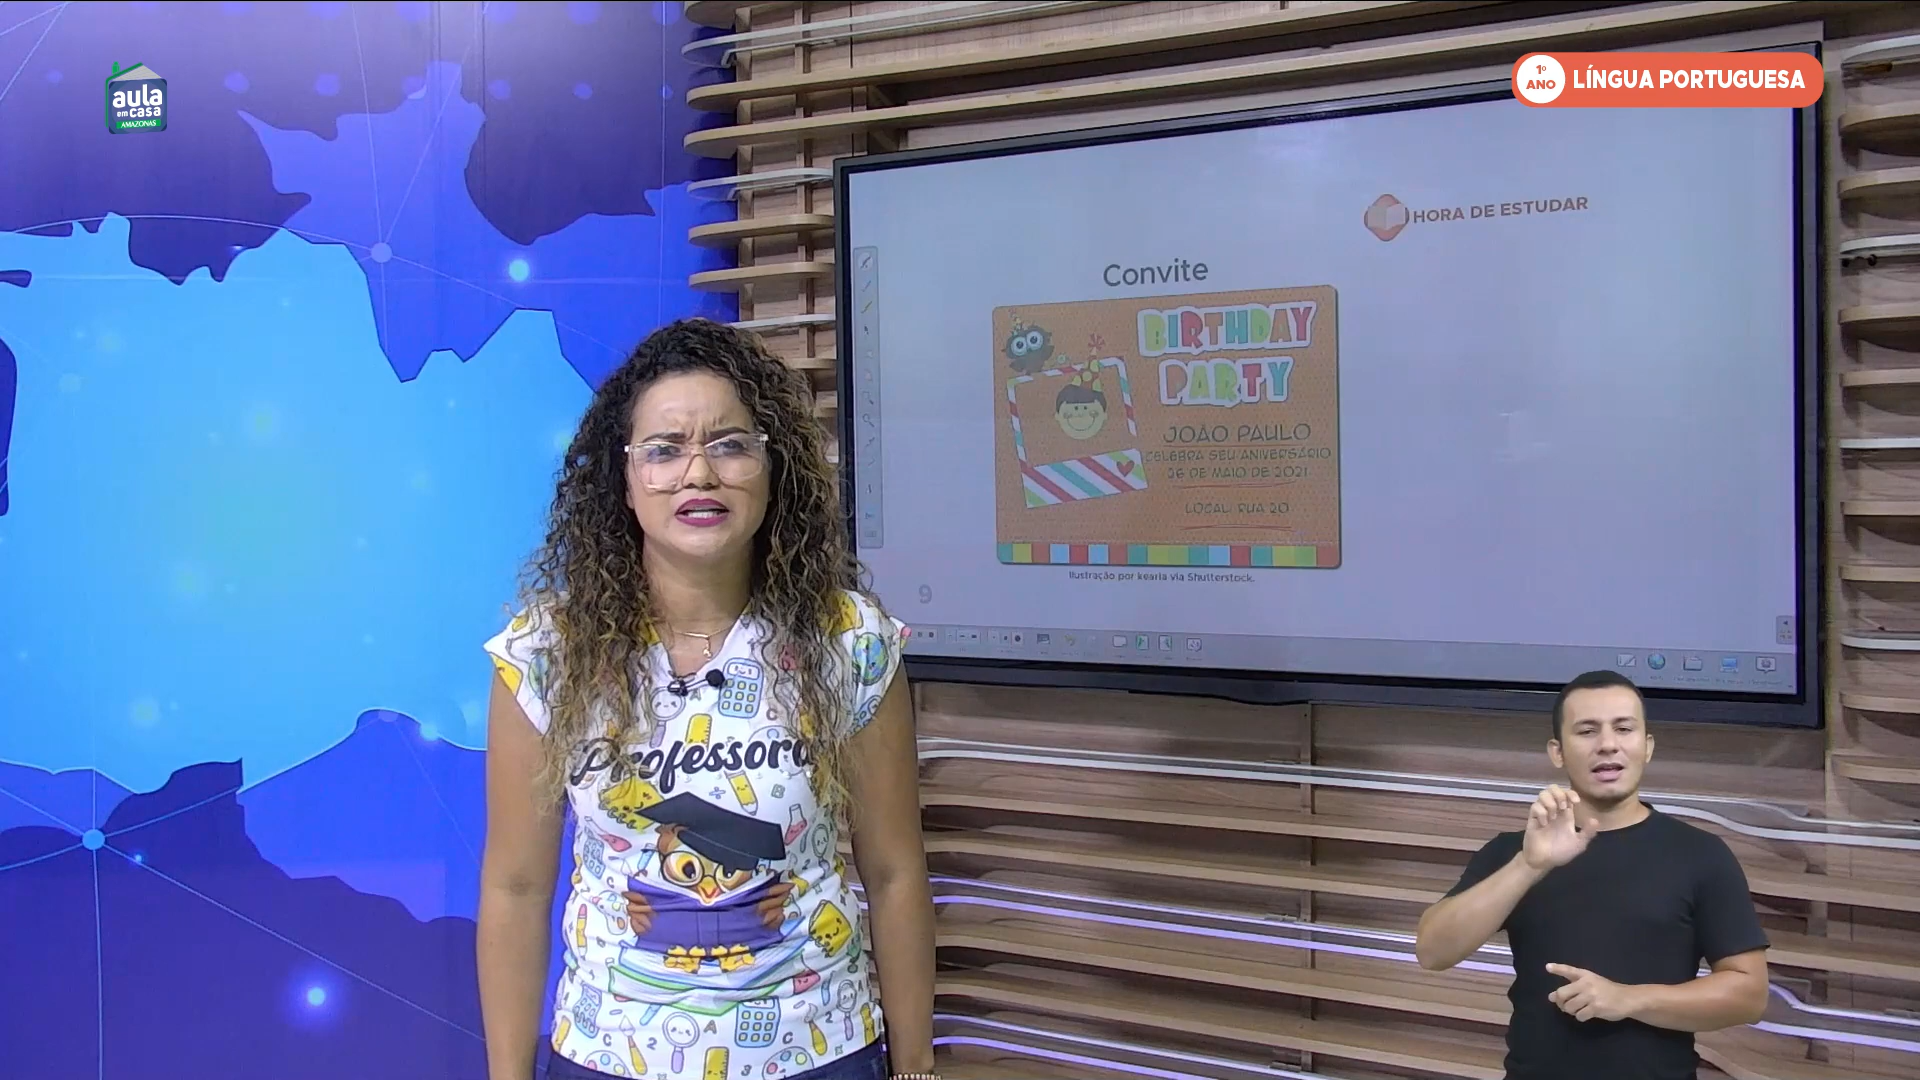 aula
em casa
AMAZONAS
1º
ANO
LÍNGUA PORTUGUESA
HORA DE ESTUDAR
Convite
BIRTHDAY
PARTY
JOÃO PAULO
CELEBRA SEU ANIVERSÁRIO
26 DE MAIO DE 2021
LOCAL: RUA 20
Ilustração por kearia via Shutterstock.
9
Professora